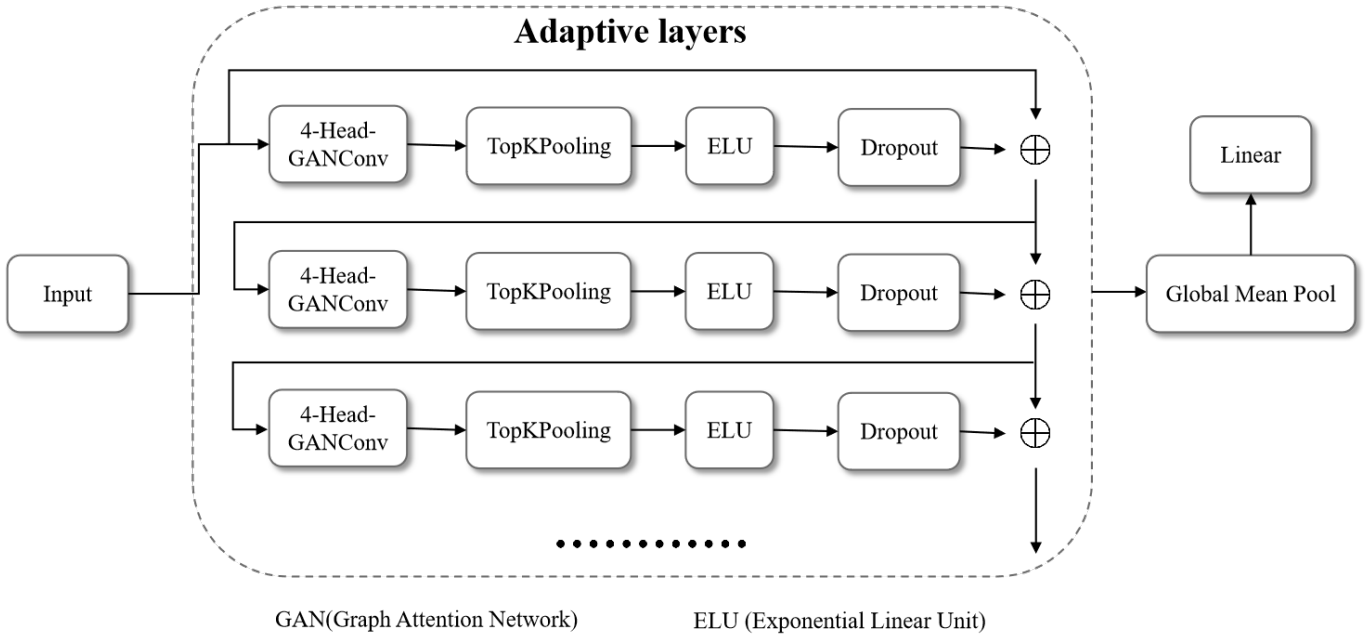 Adaptive layers
4-Head-
GANConv
TopKPooling
ELU
Dropout
Linear
4-Head-
GANConv
TopKPooling
ELU
Dropout
Input
Global Mean Pool
4-Head-
GANConv
TopKPooling
ELU
Dropout
GAN(Graph Attention Network)
ELU (Exponential Linear Unit)